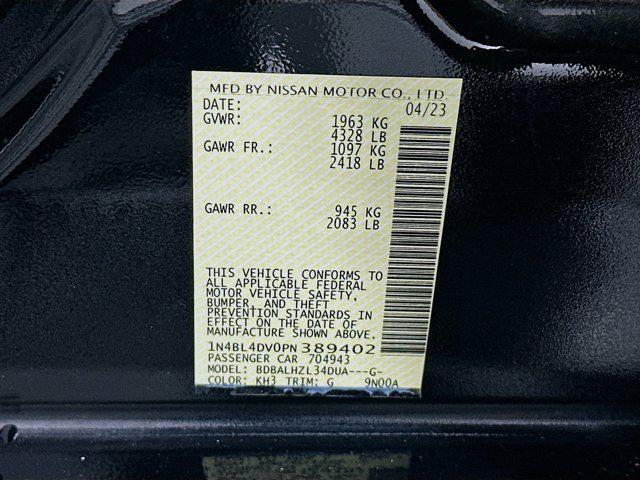 MFD BY NISSAN MOTOR CO., LTD.
DATE: 04/23
GVWR: 1963 KG
4328 LB
GAWR FR.: 1097 KG
2418 LB
GAWR RR.: 945 KG
2083 LB
THIS VEHICLE CONFORMS TO
ALL APPLICABLE FEDERAL
MOTOR VEHICLE SAFETY,
BUMPER, AND THEFT
PREVENTION STANDARDS IN
EFFECT ON THE DATE OF
MANUFACTURE SHOWN ABOVE.
1N4BL4DV0PN389402
PASSENGER CAR 704943
MODEL: BDBALHZL34DUA---G-
COLOR: KH3 TRIM: G 9N00A